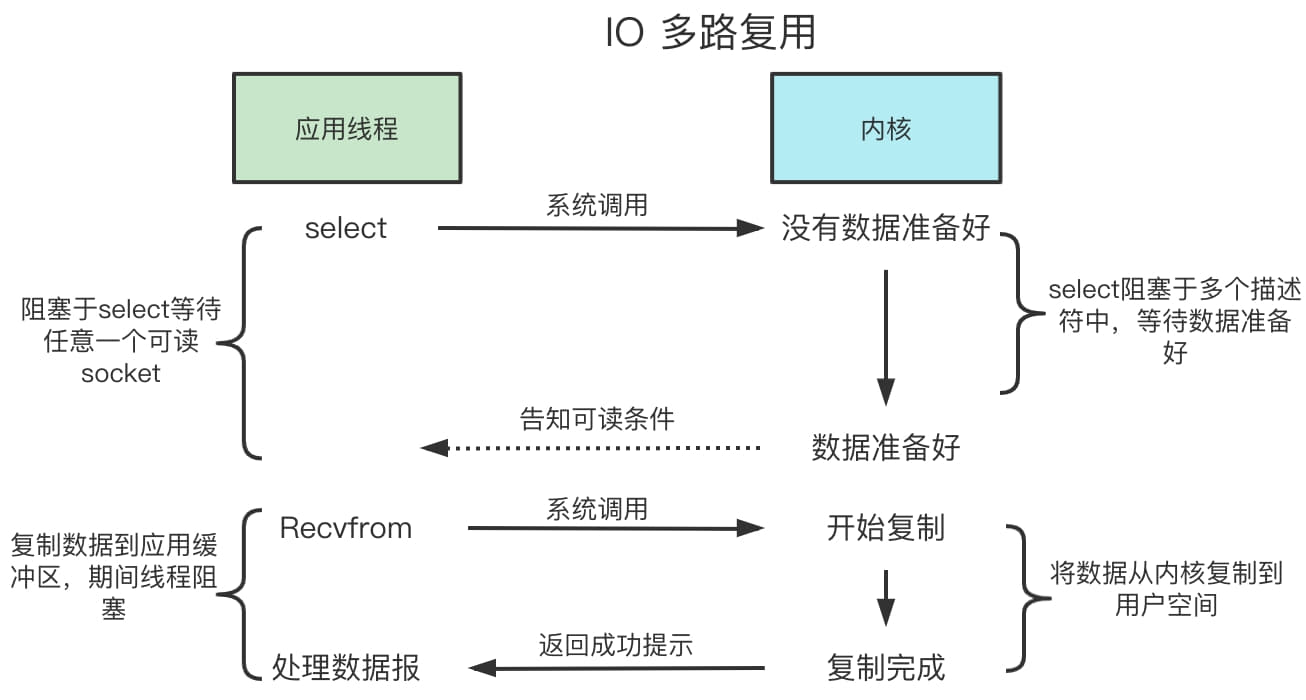 IO 多路复用
应用线程
内核
系统调用
select
没有数据准备好
阻塞于select等待
任意一个可读
socket
select阻塞于多个描述
符中，等待数据准备
好
告知可读条件
数据准备好
系统调用
Recvfrom
开始复制
复制数据到应用缓
冲区，期间线程阻
塞
将数据从内核复制到
用户空间
返回成功提示
处理数据报
复制完成